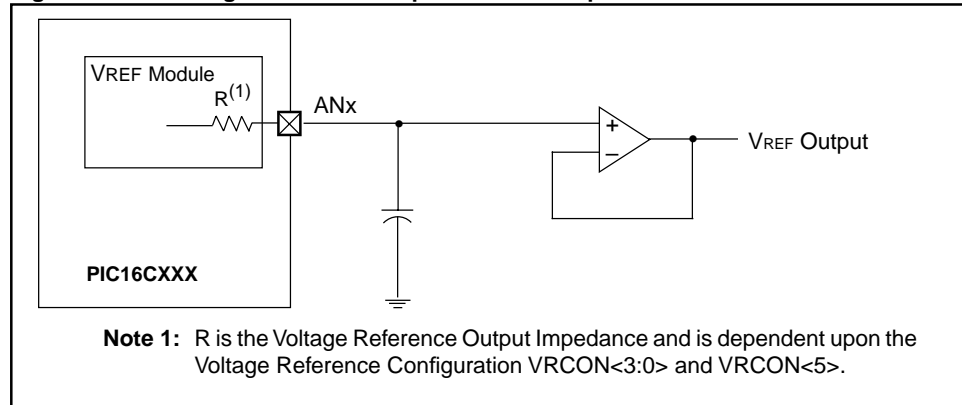 VREF Module
R(1)
ANx
+
–
VREF Output
PIC16CXXX
Note 1: R is the Voltage Reference Output Impedance and is dependent upon the
Voltage Reference Configuration VRCON<3:0> and VRCON<5>.